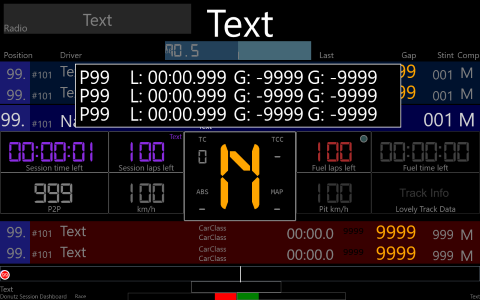 Text
Text
Radio
70.5
Position Driver Last Gap Stint Comp
99. #101 Te 99 001 M
99. #101 Te 99 001 M
P99 L: 00:00.999 G: -9999 G: -9999
P99 L: 00:00.999 G: -9999 G: -9999
P99 L: 00:00.999 G: -9999 G: -9999
99. #101 Na 001 M
Text
00:00:01
Session time left
100
Session laps left
TC
0
TCC
-
N
ABS
-
MAP
-
100
Fuel laps left
00:00:00
Fuel time left
999
P2P
100
km/h
100
Pit km/h
Track Info
Lovely Track Data
99. #101 Text CarClass CarClass 00:00.0 9999 9999 999 M
99. #101 Text CarClass CarClass 00:00.0 9999 9999 999 M
Text
Donutz Session Dashboard Race Text